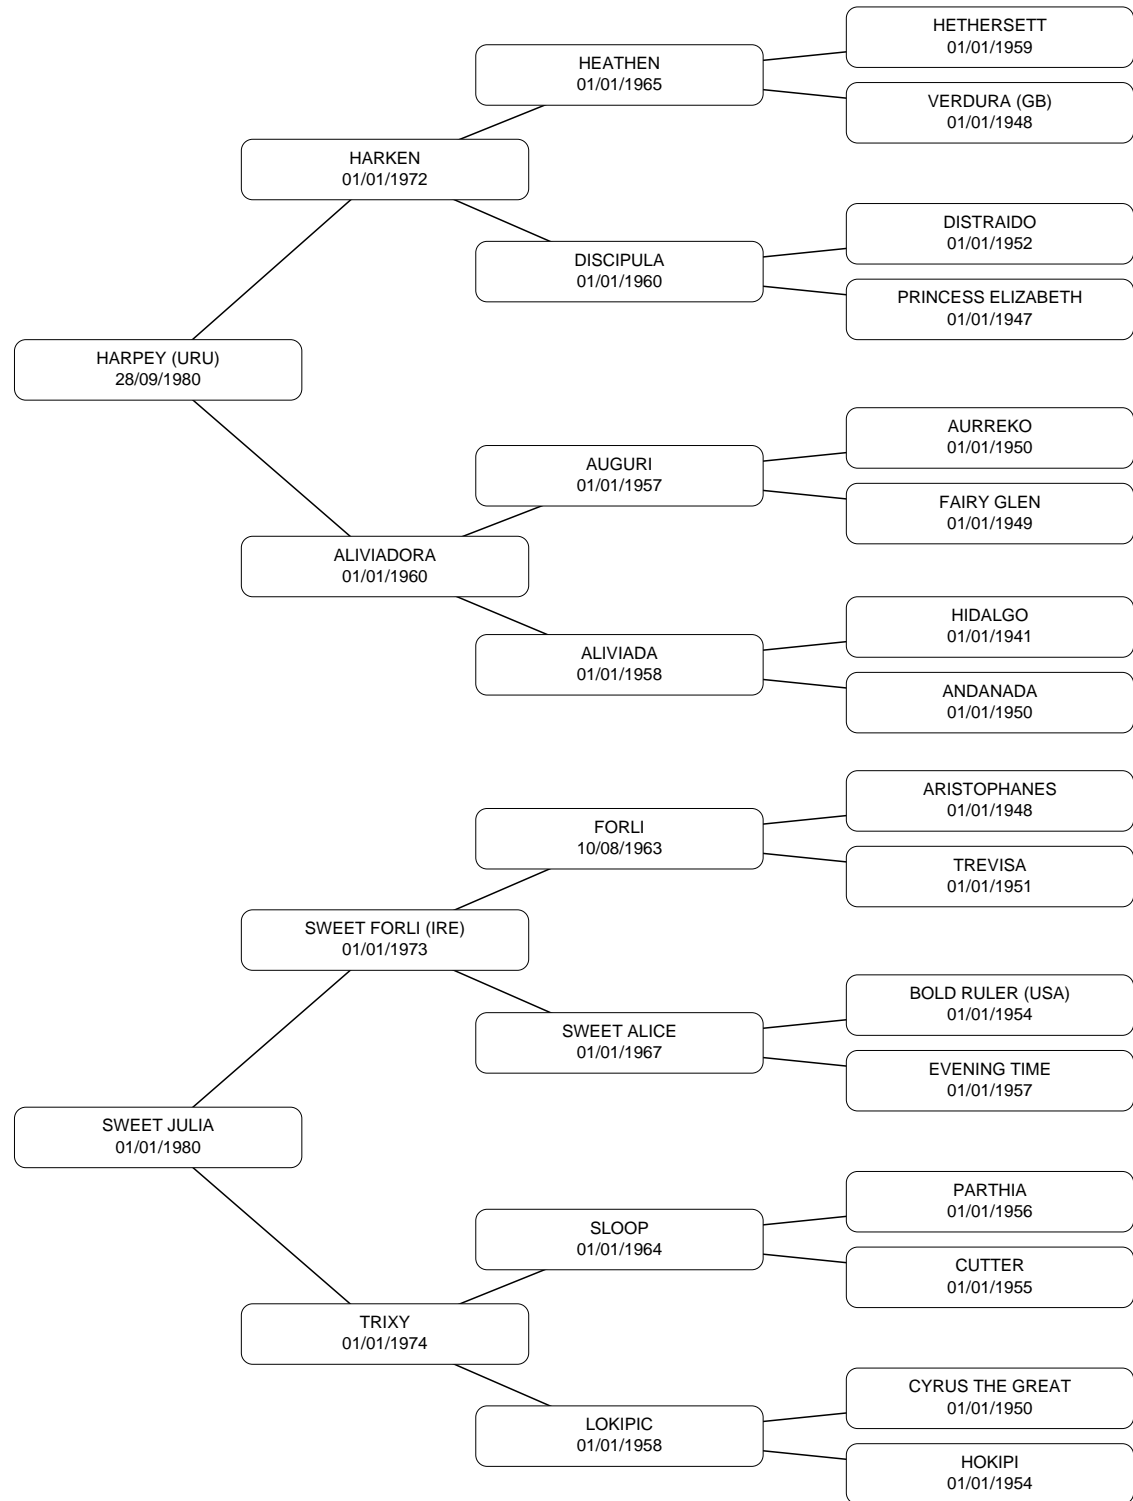 HETHERSETT
01/01/1959
HEATHEN
01/01/1965
VERDURA (GB)
01/01/1948
HARKEN
01/01/1972
DISTRAIDO
01/01/1952
DISCIPULA
01/01/1960
PRINCESS ELIZABETH
01/01/1947
HARPEY (URU)
28/09/1980
AURREKO
01/01/1950
AUGURI
01/01/1957
FAIRY GLEN
01/01/1949
ALIVIADORA
01/01/1960
HIDALGO
01/01/1941
ALIVIADA
01/01/1958
ANDANADA
01/01/1950
ARISTOPHANES
01/01/1948
FORLI
10/08/1963
TREVISA
01/01/1951
SWEET FORLI (IRE)
01/01/1973
BOLD RULER (USA)
01/01/1954
SWEET ALICE
01/01/1967
EVENING TIME
01/01/1957
SWEET JULIA
01/01/1980
PARTHIA
01/01/1956
SLOOP
01/01/1964
CUTTER
01/01/1955
TRIXY
01/01/1974
CYRUS THE GREAT
01/01/1950
LOKIPIC
01/01/1958
HOKIPI
01/01/1954